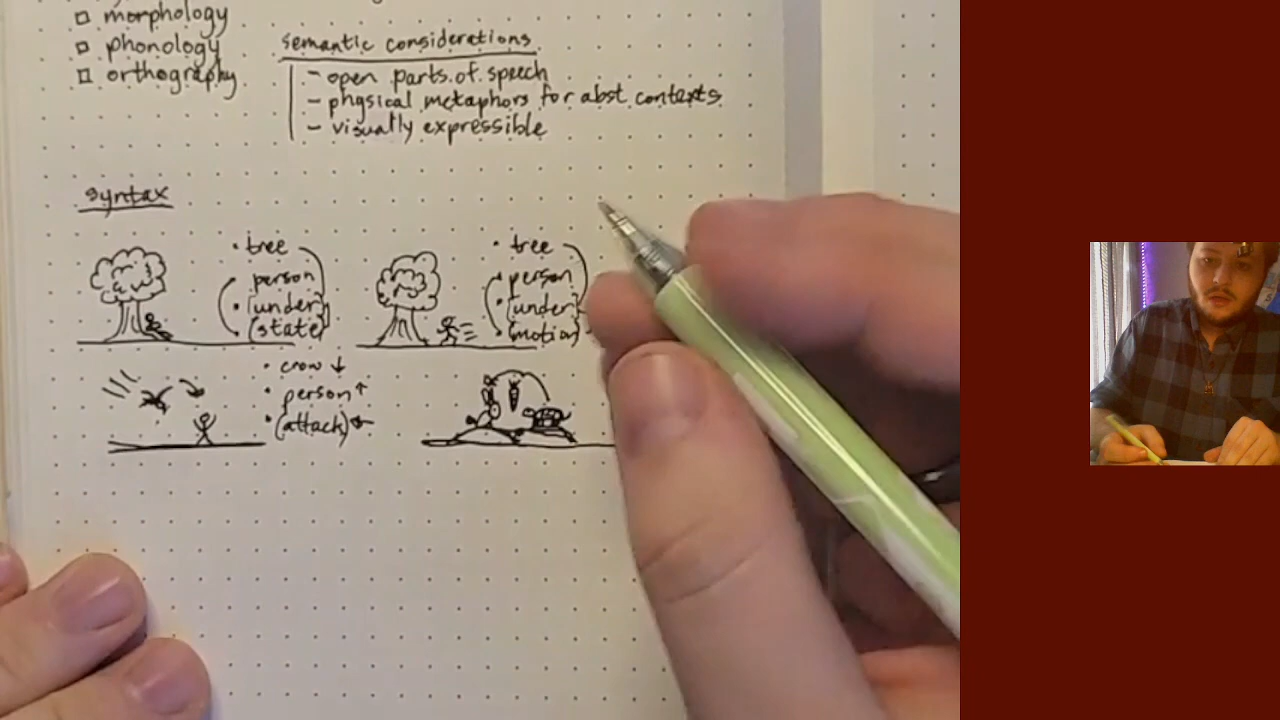 □ morphology
□ phonology
□ orthography
semantic considerations
- open parts of speech
- physical metaphors for abst contexts
- visually expressible
syntax
• tree
person
• (under)
(state)
• tree
• person
• (under)
(motion)
• crow ↓
• person ↑
• (attack)